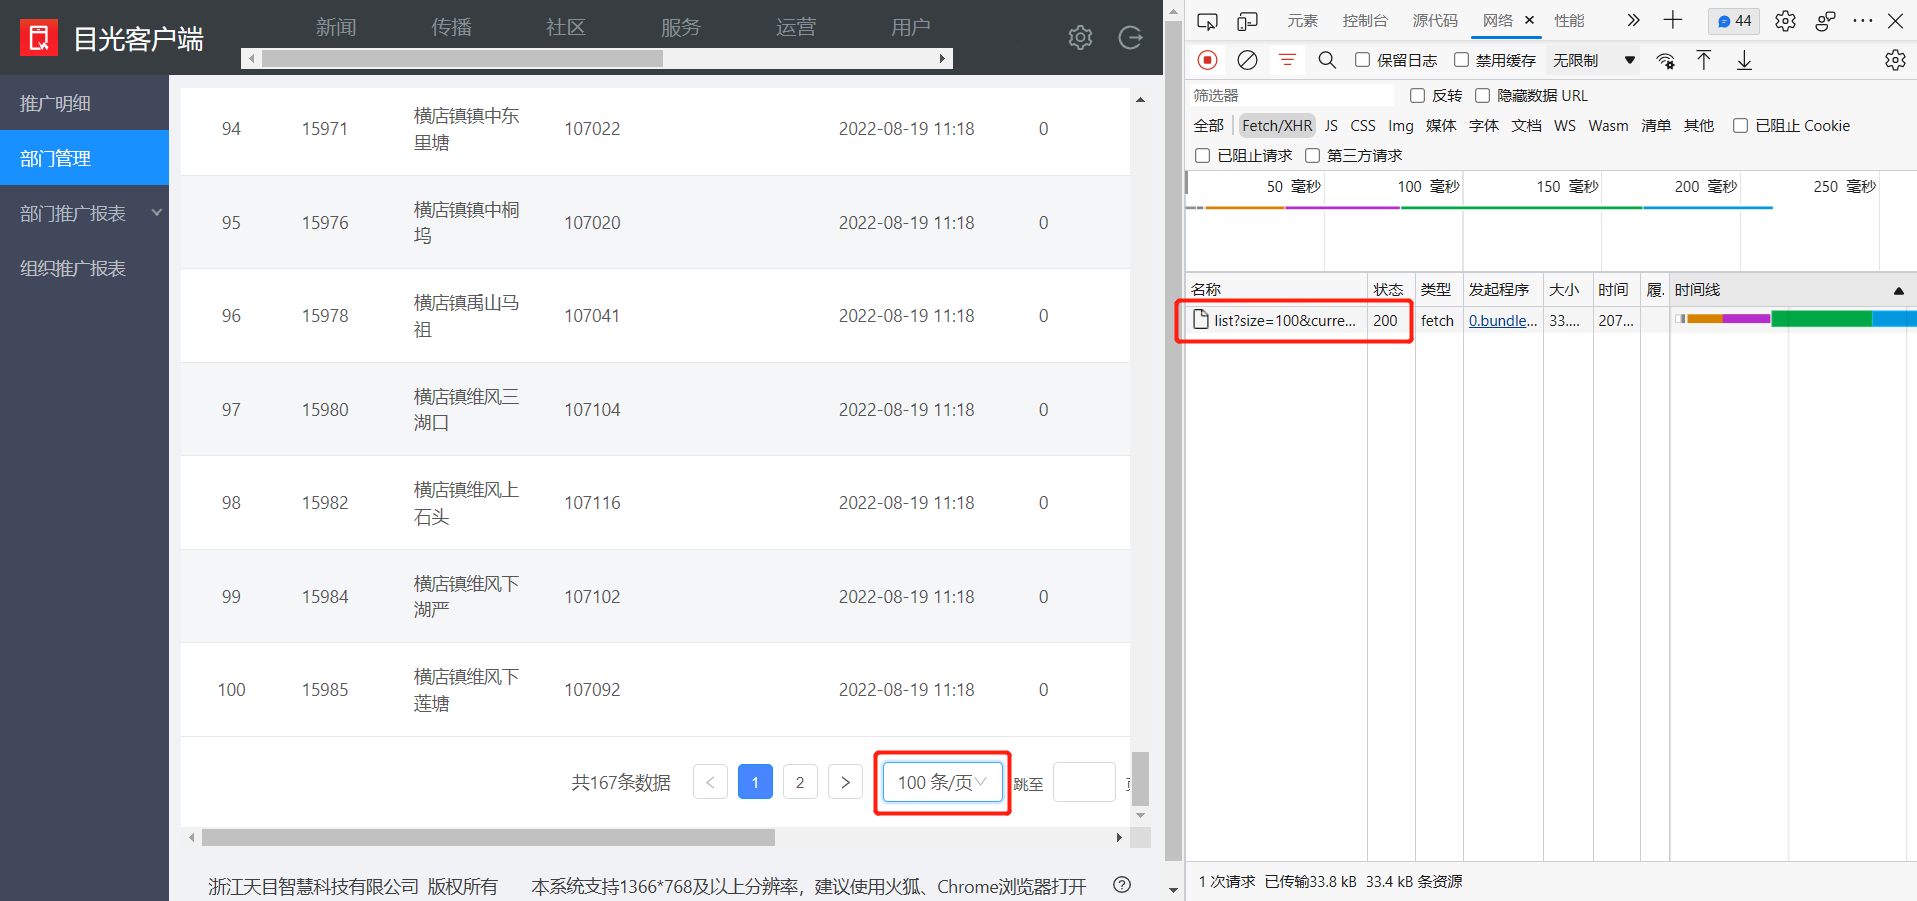 目光客户端
新闻 传播 社区 服务 运营 用户
推广明细
部门管理
部门推广报表
组织推广报表
94 15971 横店镇镇中东里塘 107022 2022-08-19 11:18 0
95 15976 横店镇镇中桐坞 107020 2022-08-19 11:18 0
96 15978 横店镇禹山马祖 107041 2022-08-19 11:18 0
97 15980 横店镇维风三湖口 107104 2022-08-19 11:18 0
98 15982 横店镇维风上石头 107116 2022-08-19 11:18 0
99 15984 横店镇维风下湖严 107102 2022-08-19 11:18 0
100 15985 横店镇维风下莲塘 107092 2022-08-19 11:18 0
共167条数据 < 1 2 > 100 条/页 跳至
浙江天目智慧科技有限公司 版权所有 本系统支持1366*768及以上分辨率，建议使用火狐、Chrome浏览器打开
元素 控制台 源代码 网络 性能 44
保留日志 禁用缓存 无限制
筛选器 反转 隐藏数据 URL
全部 Fetch/XHR JS CSS Img 媒体 字体 文档 WS Wasm 清单 其他 已阻止 Cookie
已阻止请求 第三方请求
50 毫秒 100 毫秒 150 毫秒 200 毫秒 250 毫秒
名称 状态 类型 发起程序 大小 时间 履. 时间线
list?size=100&curre... 200 fetch 0.bundle... 33.... 207...
1 次请求 已传输33.8 kB 33.4 kB 条资源